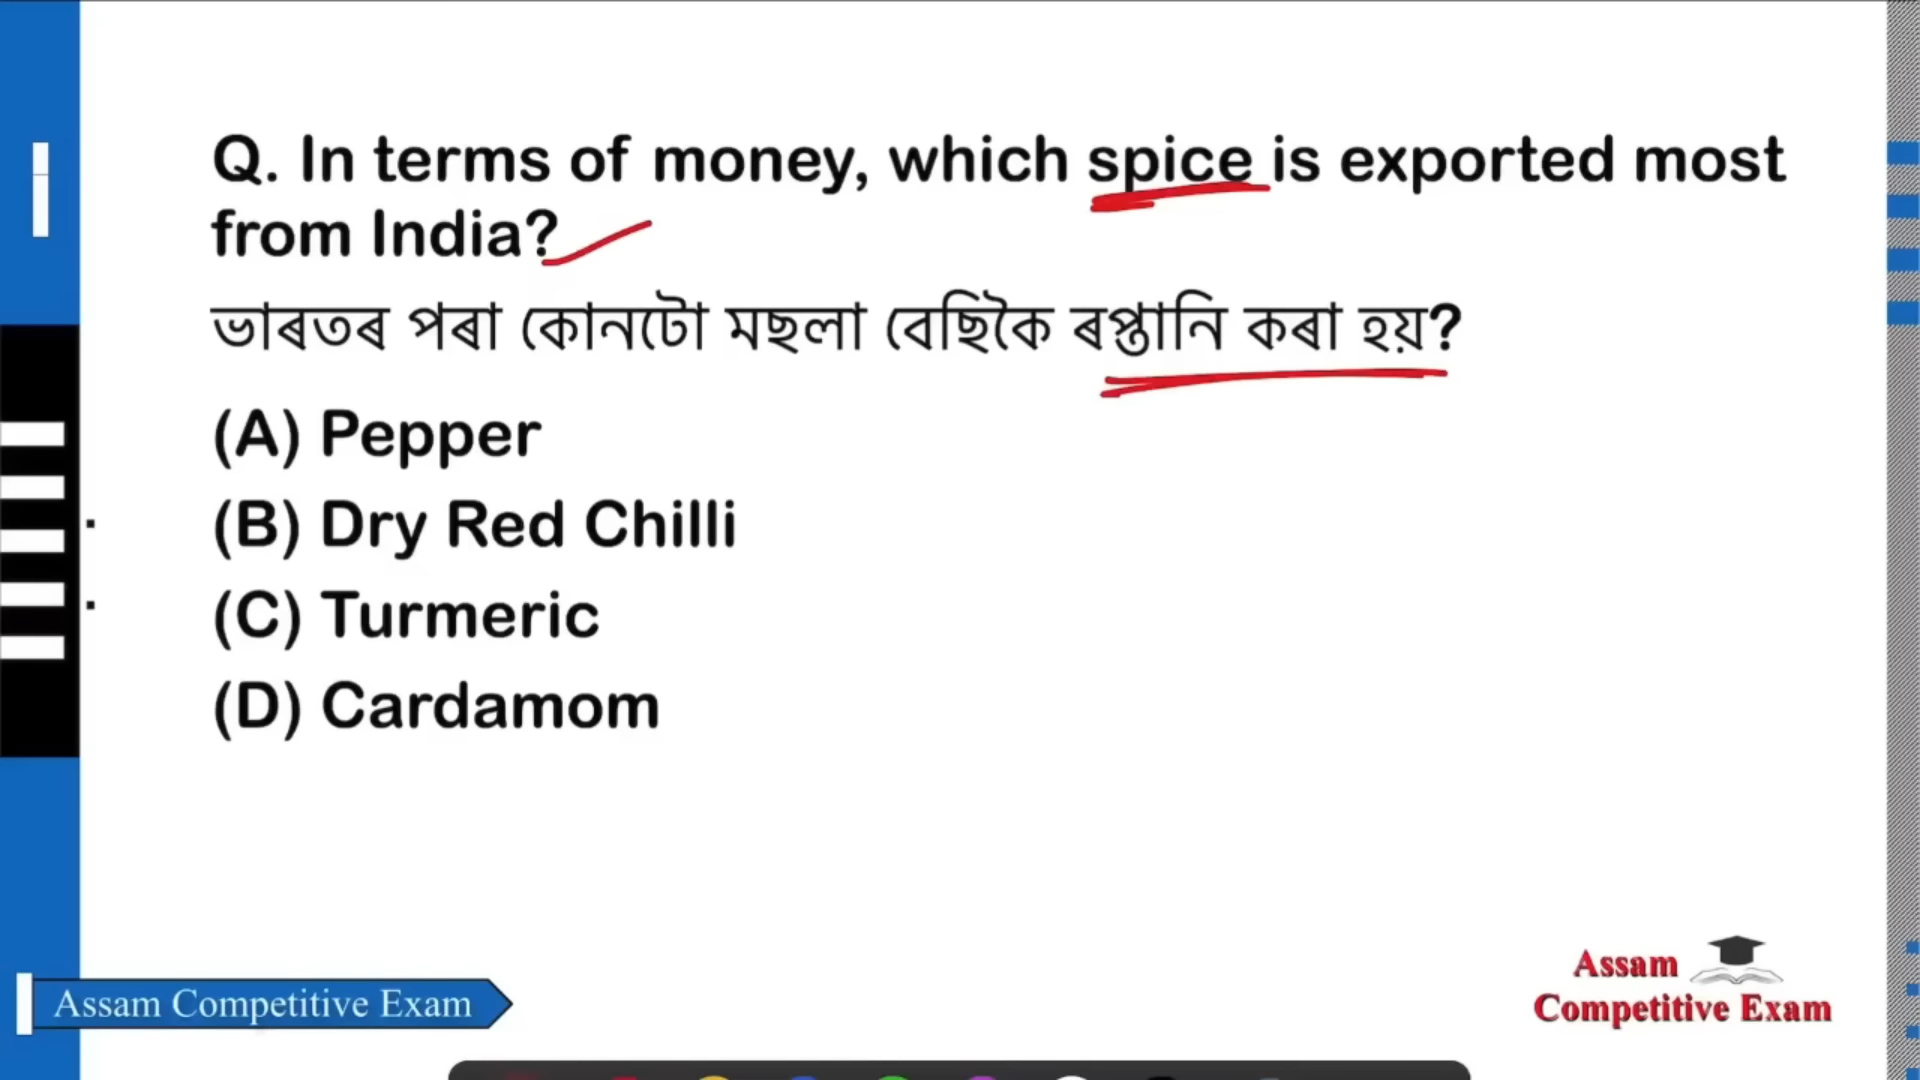 Q. In terms of money, which spice is exported most
from India?
ভাৰতৰ পৰা কোনটো মছলা বেছিকৈ ৰপ্তানি কৰা হয়?
(A) Pepper
(B) Dry Red Chilli
(C) Turmeric
(D) Cardamom
Assam Competitive Exam
Assam
Competitive Exam